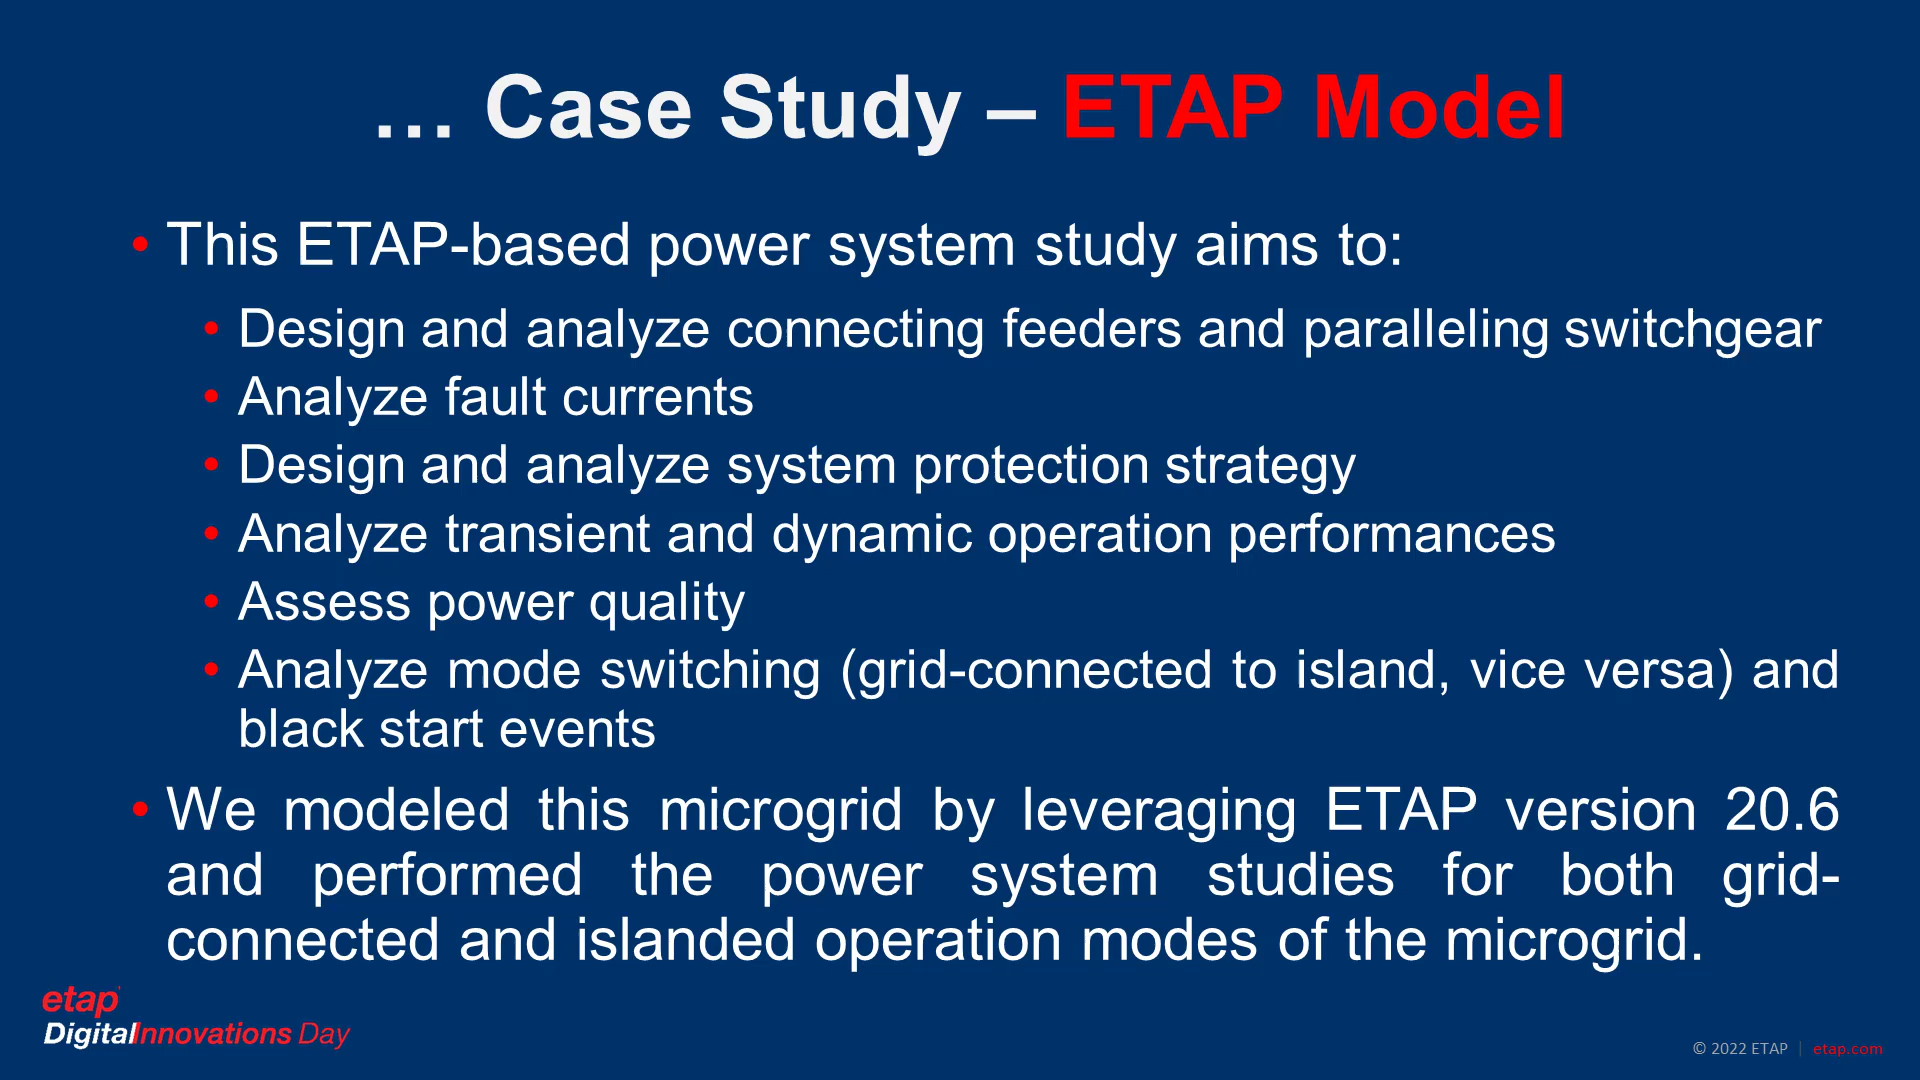 … Case Study – ETAP Model
• This ETAP-based power system study aims to:
• Design and analyze connecting feeders and paralleling switchgear
• Analyze fault currents
• Design and analyze system protection strategy
• Analyze transient and dynamic operation performances
• Assess power quality
• Analyze mode switching (grid-connected to island, vice versa) and
black start events
• We modeled this microgrid by leveraging ETAP version 20.6
and performed the power system studies for both grid-
connected and islanded operation modes of the microgrid.
etap
DigitalInnovations Day
© 2022 ETAP | etap.com